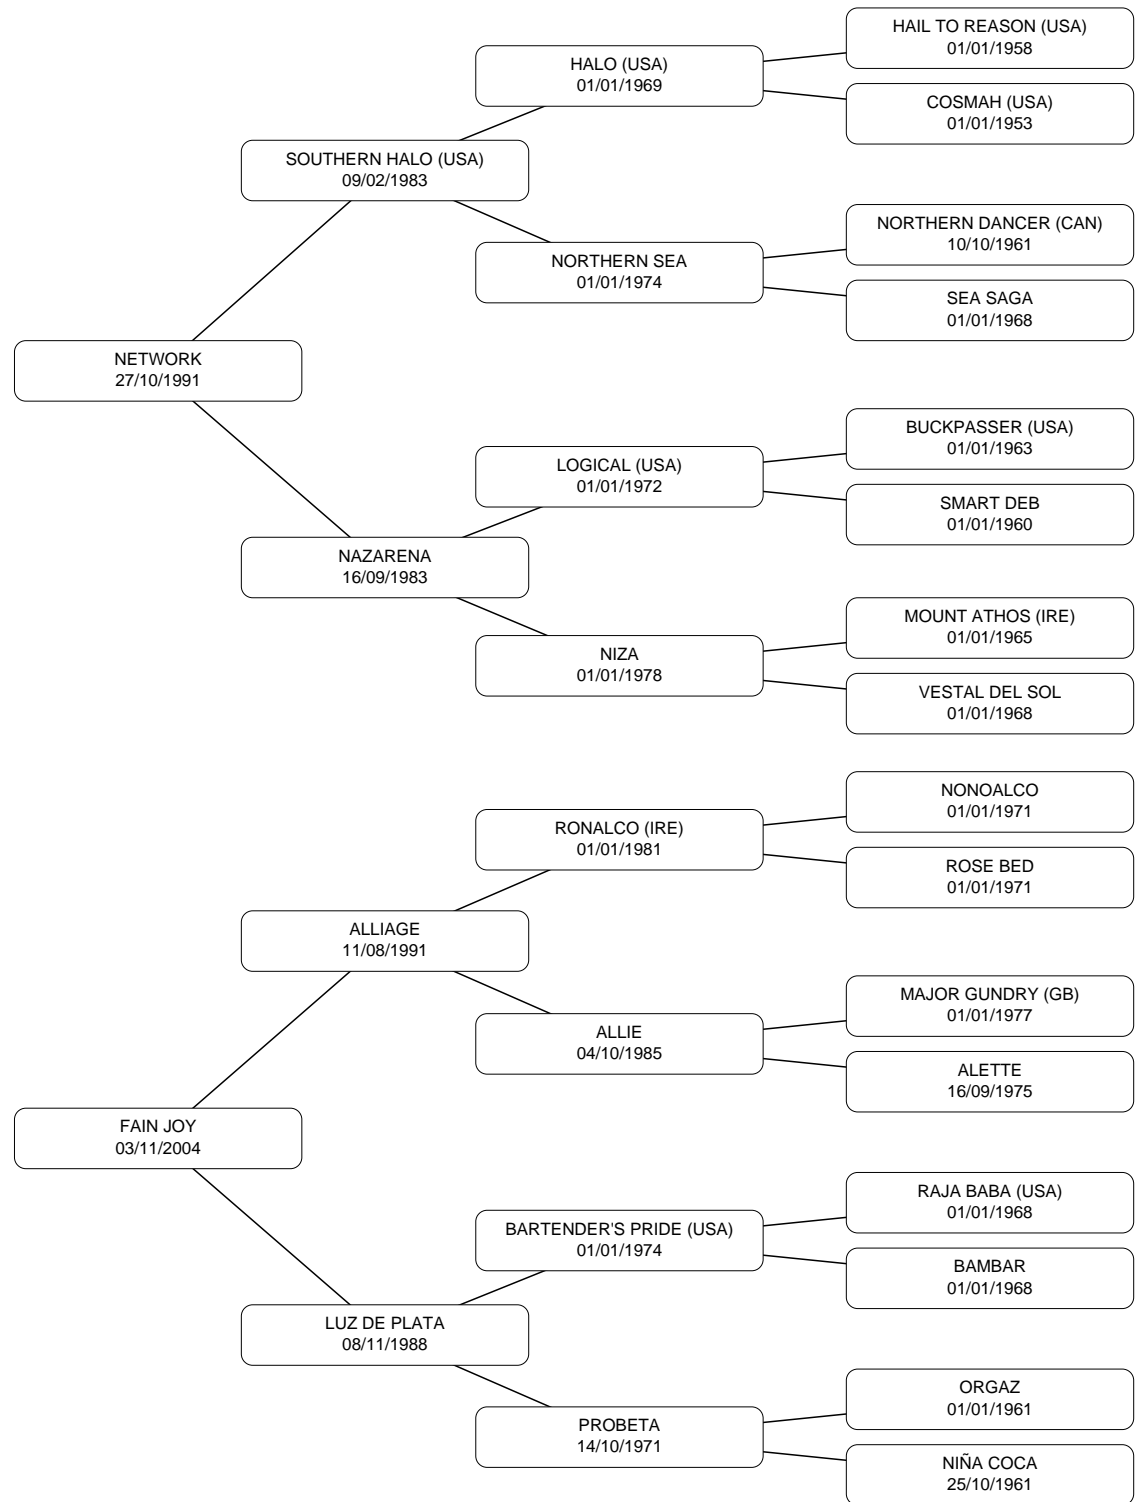 HAIL TO REASON (USA)
01/01/1958
HALO (USA)
01/01/1969
COSMAH (USA)
01/01/1953
SOUTHERN HALO (USA)
09/02/1983
NORTHERN DANCER (CAN)
10/10/1961
NORTHERN SEA
01/01/1974
SEA SAGA
01/01/1968
NETWORK
27/10/1991
BUCKPASSER (USA)
01/01/1963
LOGICAL (USA)
01/01/1972
SMART DEB
01/01/1960
NAZARENA
16/09/1983
MOUNT ATHOS (IRE)
01/01/1965
NIZA
01/01/1978
VESTAL DEL SOL
01/01/1968
NONOALCO
01/01/1971
RONALCO (IRE)
01/01/1981
ROSE BED
01/01/1971
ALLIAGE
11/08/1991
MAJOR GUNDRY (GB)
01/01/1977
ALLIE
04/10/1985
ALETTE
16/09/1975
FAIN JOY
03/11/2004
RAJA BABA (USA)
01/01/1968
BARTENDER'S PRIDE (USA)
01/01/1974
BAMBAR
01/01/1968
LUZ DE PLATA
08/11/1988
ORGAZ
01/01/1961
PROBETA
14/10/1971
NIÑA COCA
25/10/1961